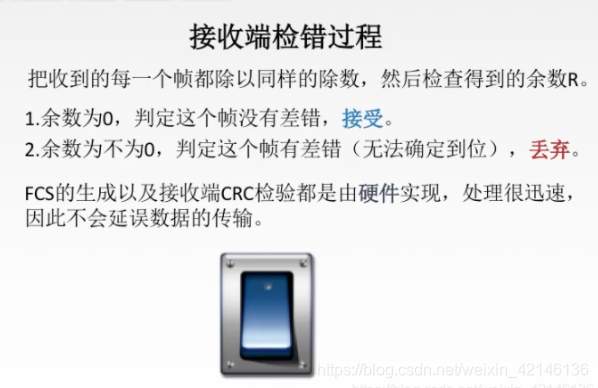 接收端检错过程
把收到的每一个帧都除以同样的除数，然后检查得到的余数R。
1.余数为0，判定这个帧没有差错，接受。
2.余数为不为0，判定这个帧有差错（无法确定到位），丢弃。
FCS的生成以及接收端CRC检验都是由硬件实现，处理很迅速，
因此不会延误数据的传输。
https://blog.csdn.net/weixin_42146136